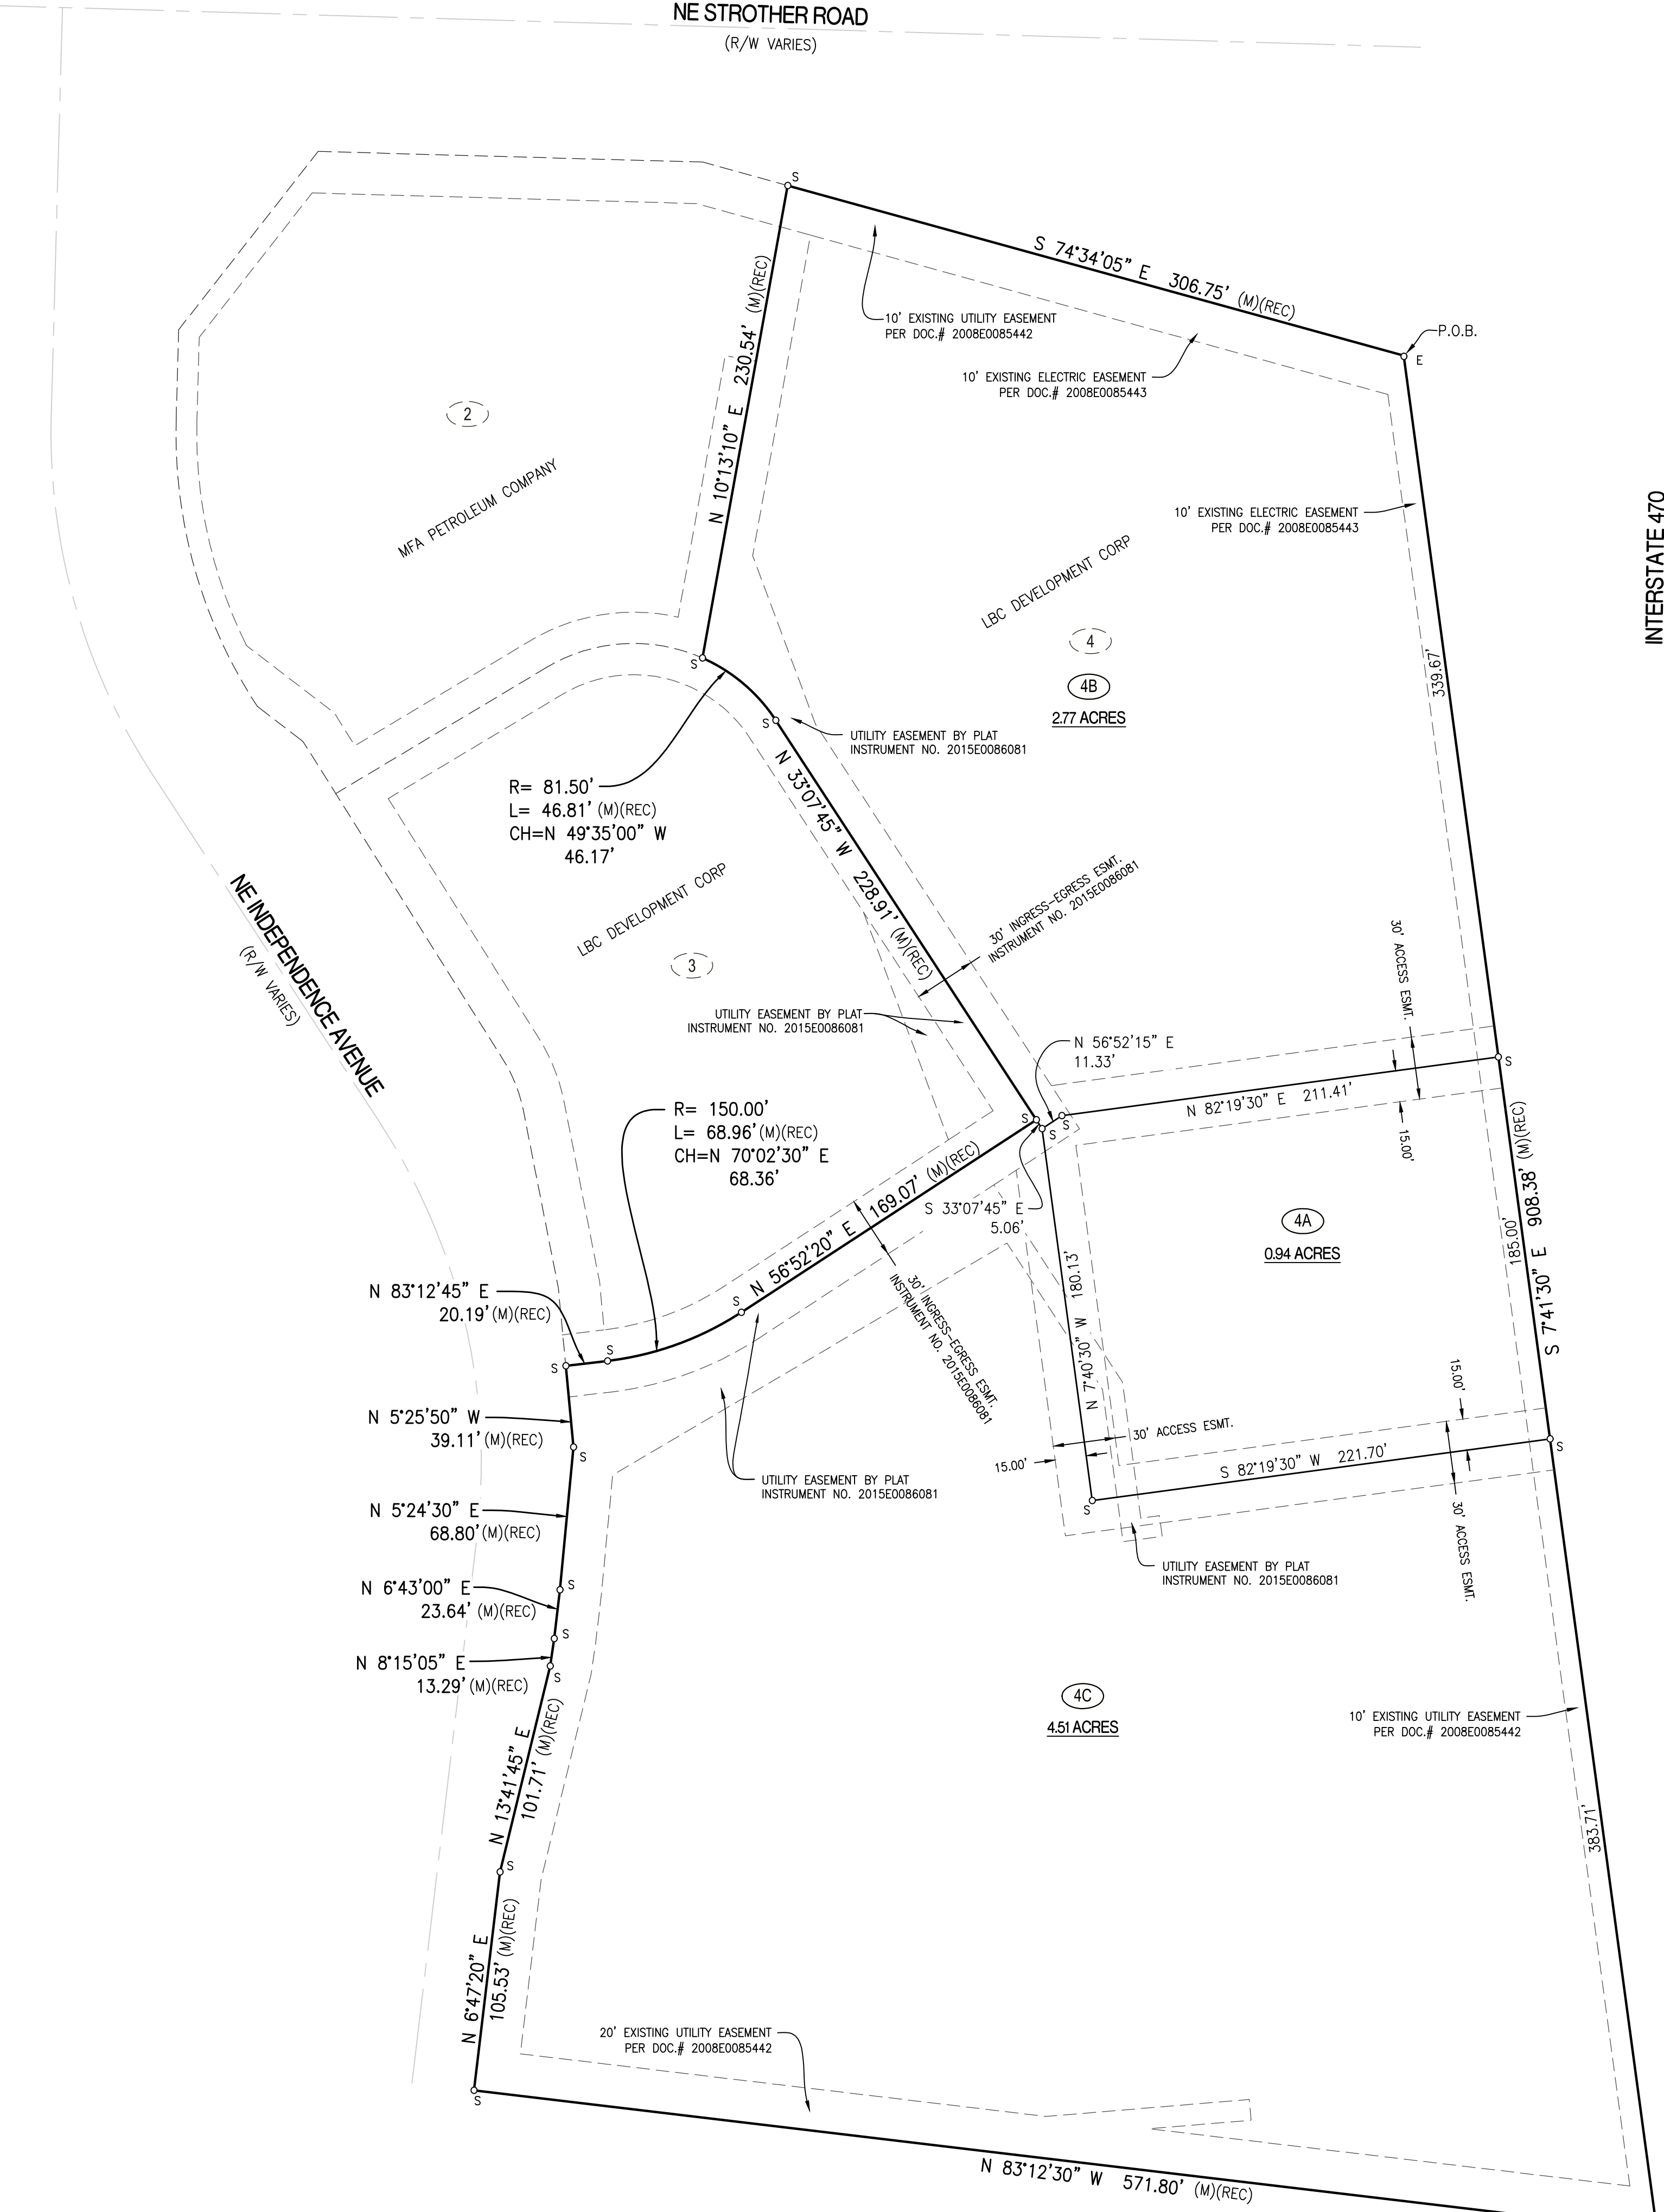 NE STROTHER ROAD
(R/W VARIES)
S
S 74°34'05" E 306.75' (M)(REC)
P.O.B.
E
10' EXISTING UTILITY EASEMENT
PER DOC.# 2008E0085442
10' EXISTING ELECTRIC EASEMENT
PER DOC.# 2008E0085443
N 10°13'10" E 230.54' (M)(REC)
2
MFA PETROLEUM COMPANY
10' EXISTING ELECTRIC EASEMENT
PER DOC.# 2008E0085443
INTERSTATE 470
LBC DEVELOPMENT CORP
4
4B
2.77 ACRES
339.67'
S
S
UTILITY EASEMENT BY PLAT
INSTRUMENT NO. 2015E0086081
R= 81.50'
L= 46.81' (M)(REC)
CH=N 49°35'00" W
46.17'
N 33°07'45" W 228.91' (M)(REC)
30' INGRESS-EGRESS ESMT.
INSTRUMENT NO. 2015E0086081
NE INDEPENDENCE AVENUE
(R/W VARIES)
LBC DEVELOPMENT CORP
3
UTILITY EASEMENT BY PLAT
INSTRUMENT NO. 2015E0086081
30' ACCESS ESMT.
N 56°52'15" E
11.33'
S
N 82°19'30" E 211.41'
15.00'
S
S
S
R= 150.00'
L= 68.96' (M)(REC)
CH=N 70°02'30" E
68.36'
N 56°52'20" E 169.07' (M)(REC)
S 33°07'45" E
5.06'
4A
0.94 ACRES
185.00'
S 7°41'30" E 908.38' (M)(REC)
N 7°40'30" W 180.13'
30' INGRESS-EGRESS ESMT.
INSTRUMENT NO. 2015E0086081
N 83°12'45" E
20.19' (M)(REC)
S
S
S
N 5°25'50" W
39.11' (M)(REC)
S
15.00'
30' ACCESS ESMT.
15.00'
S 82°19'30" W 221.70'
S
S
30' ACCESS ESMT.
UTILITY EASEMENT BY PLAT
INSTRUMENT NO. 2015E0086081
N 5°24'30" E
68.80' (M)(REC)
S
UTILITY EASEMENT BY PLAT
INSTRUMENT NO. 2015E0086081
N 6°43'00" E
23.64' (M)(REC)
S
N 8°15'05" E
13.29' (M)(REC)
S
4C
4.51 ACRES
10' EXISTING UTILITY EASEMENT
PER DOC.# 2008E0085442
N 13°41'45" E
101.71' (M)(REC)
383.71'
S
N 6°47'20" E
105.53' (M)(REC)
20' EXISTING UTILITY EASEMENT
PER DOC.# 2008E0085442
S
N 83°12'30" W 571.80' (M)(REC)